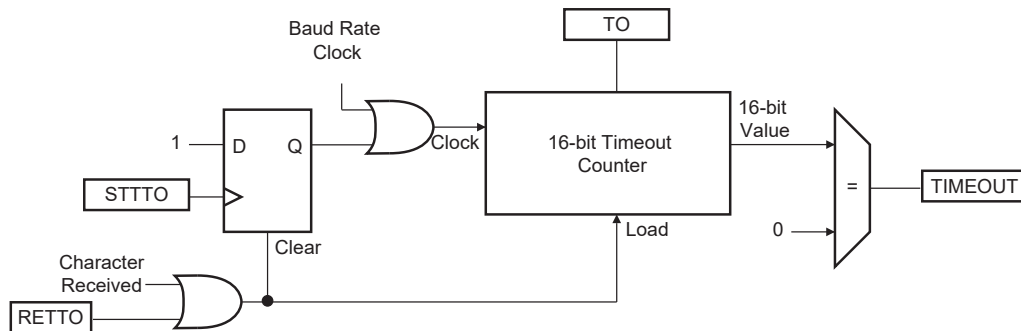 Baud Rate
Clock
TO
1
D
Q
Clock
16-bit Timeout
Counter
16-bit
Value
=
TIMEOUT
STTTO
Clear
Load
0
Character
Received
RETTO